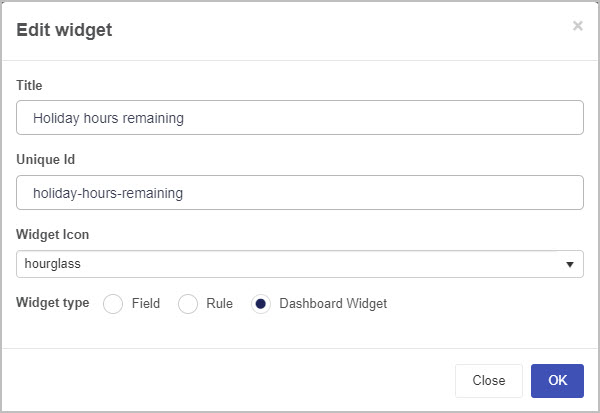 Edit widget ×
Title
Holiday hours remaining
Unique Id
holiday-hours-remaining
Widget Icon
hourglass
Widget type Field Rule Dashboard Widget
Close OK